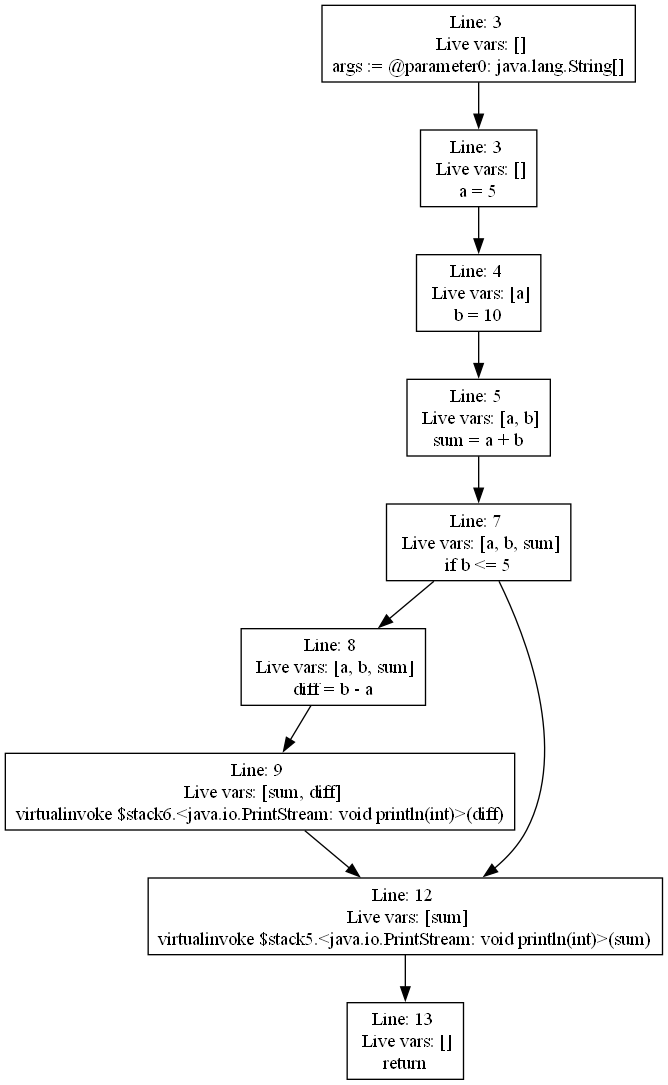 Line: 3
Live vars: []
args := @parameter0: java.lang.String[]
Line: 3
Live vars: []
a = 5
Line: 4
Live vars: [a]
b = 10
Line: 5
Live vars: [a, b]
sum = a + b
Line: 7
Live vars: [a, b, sum]
if b <= 5
Line: 8
Live vars: [a, b, sum]
diff = b - a
Line: 9
Live vars: [sum, diff]
virtualinvoke $stack6.<java.io.PrintStream: void println(int)>(diff)
Line: 12
Live vars: [sum]
virtualinvoke $stack5.<java.io.PrintStream: void println(int)>(sum)
Line: 13
Live vars: []
return